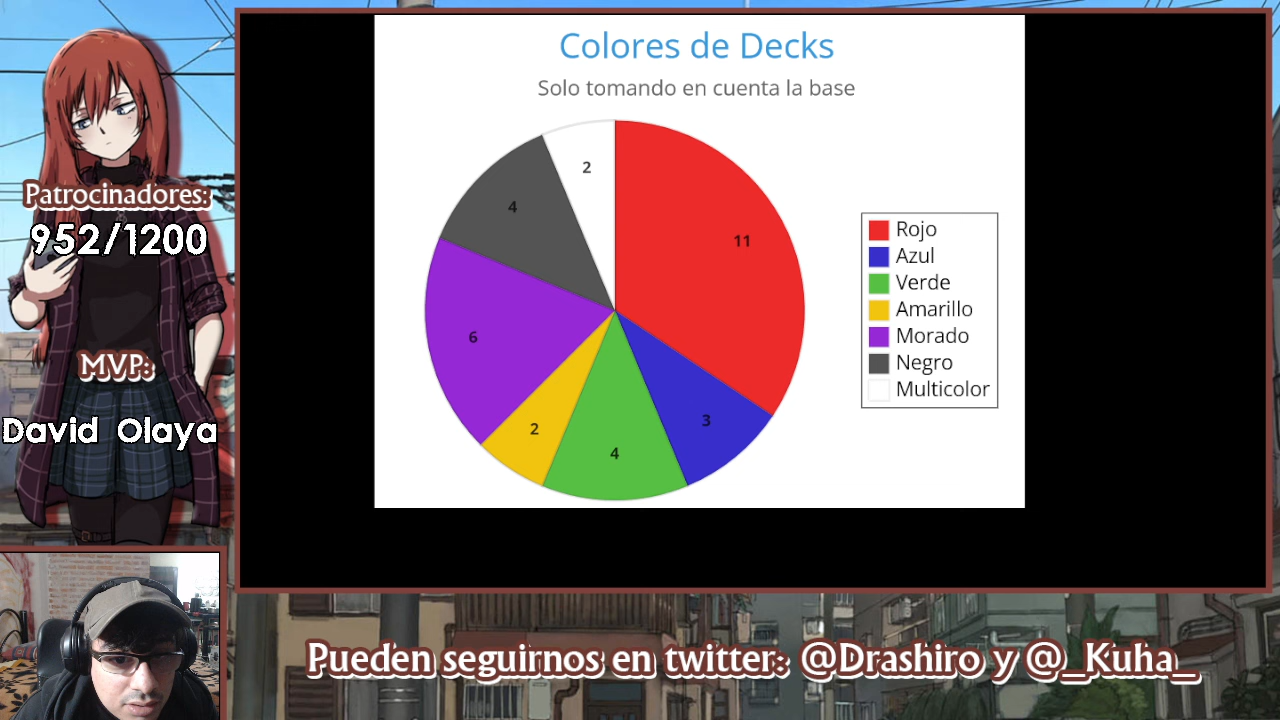 Colores de Decks
Solo tomando en cuenta la base
2
4
11
6
2
4
3
Rojo
Azul
Verde
Amarillo
Morado
Negro
Multicolor
Patrocinadores:
952/1200
MVP:
David Olaya
Pueden seguirnos en twitter: @Drashiro y @_Kuha_